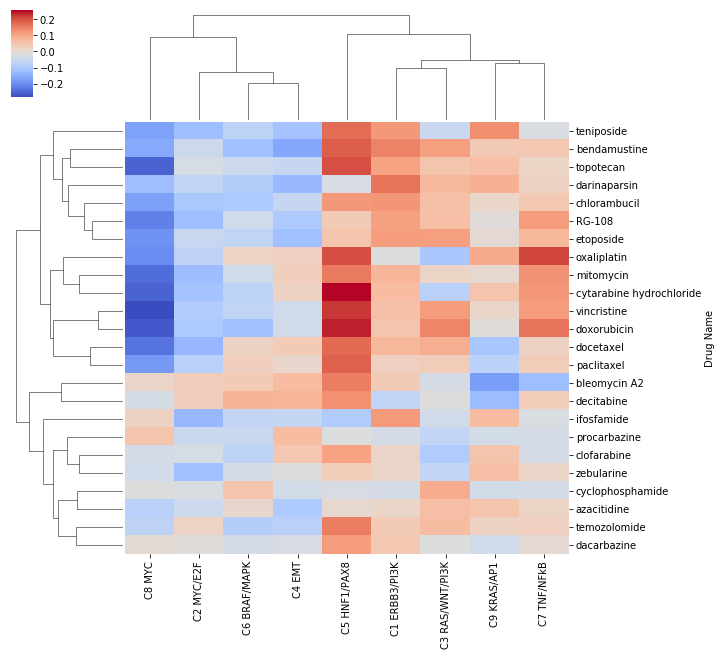 0.2
0.1
0.0
−0.1
−0.2
teniposide
bendamustine
topotecan
darinaparsin
chlorambucil
RG-108
etoposide
oxaliplatin
mitomycin
cytarabine hydrochloride
vincristine
doxorubicin
docetaxel
paclitaxel
bleomycin A2
decitabine
ifosfamide
procarbazine
clofarabine
zebularine
cyclophosphamide
azacitidine
temozolomide
dacarbazine
Drug Name
C8 MYC
C2 MYC/E2F
C6 BRAF/MAPK
C4 EMT
C5 HNF1/PAX8
C1 ERBB3/PI3K
C3 RAS/WNT/PI3K
C9 KRAS/AP1
C7 TNF/NFkB